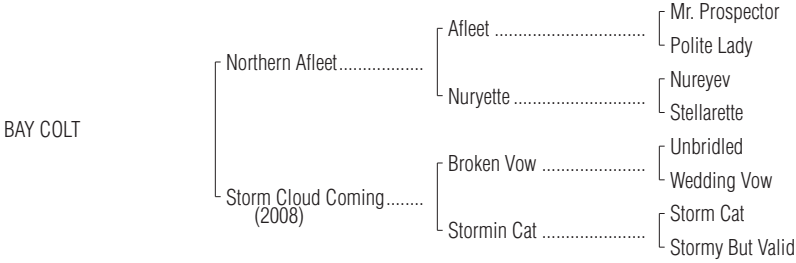 Mr. Prospector
Afleet ................................
Polite Lady
Northern Afleet..................
Nureyev
Nuryette ............................
Stellarette
BAY COLT
Unbridled
Broken Vow ......................
Wedding Vow
Storm Cloud Coming........
(2008)
Storm Cat
Stormin Cat ......................
Stormy But Valid